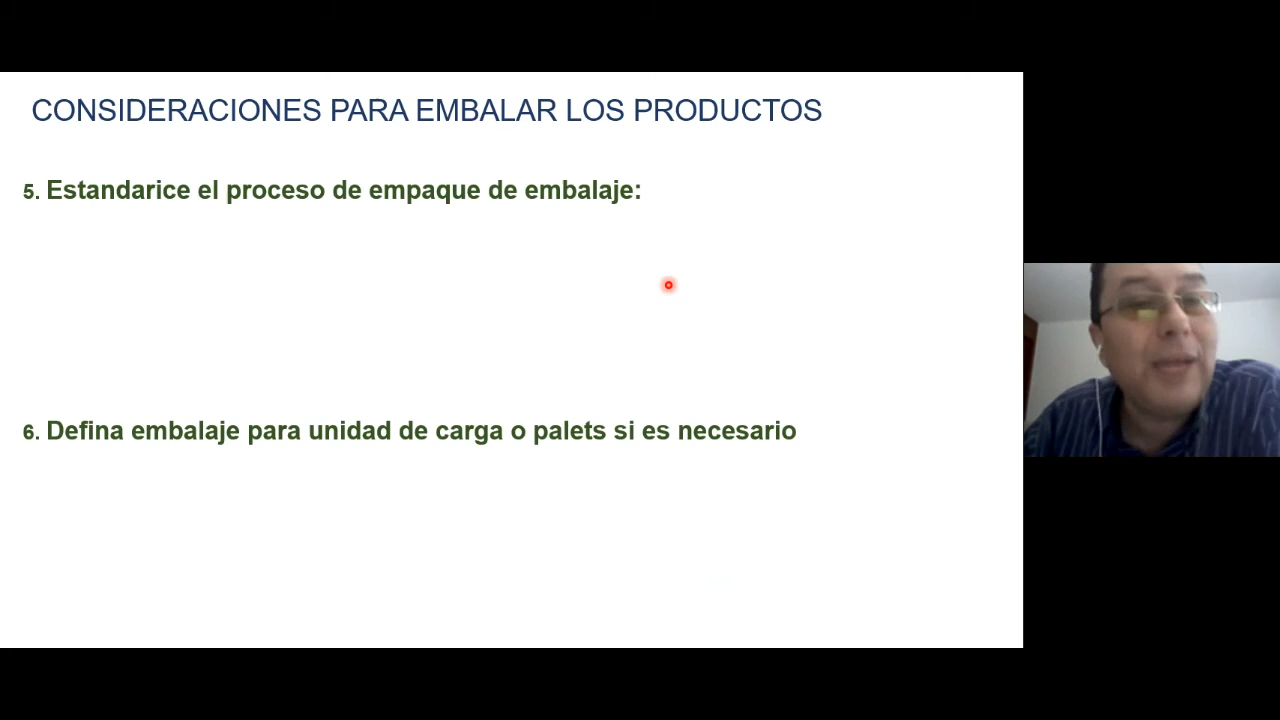 CONSIDERACIONES PARA EMBALAR LOS PRODUCTOS
5. Estandarice el proceso de empaque de embalaje:
6. Defina embalaje para unidad de carga o palets si es necesario